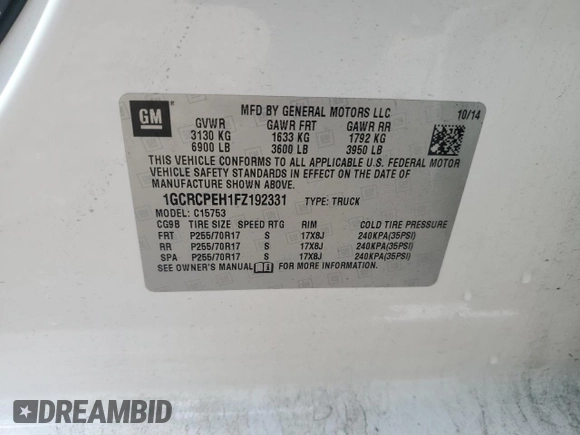 GM
MFD BY GENERAL MOTORS LLC
10/14
GVWR GAWR FRT GAWR RR
3130 KG 1633 KG 1792 KG
6900 LB 3600 LB 3950 LB
THIS VEHICLE CONFORMS TO ALL APPLICABLE U.S. FEDERAL MOTOR
VEHICLE SAFETY STANDARDS IN EFFECT ON THE DATE OF
MANUFACTURE SHOWN ABOVE.
1GCRCPEH1FZ192331 TYPE: TRUCK
MODEL: C15753
CG9B TIRE SIZE SPEED RTG RIM COLD TIRE PRESSURE
FRT P255/70R17 S 17X8J 240KPA(35PSI)
RR P255/70R17 S 17X8J 240KPA(35PSI)
SPA P255/70R17 S 17X8J 240KPA(35PSI)
SEE OWNER'S MANUAL FOR MORE INFORMATION.
DREAMBID